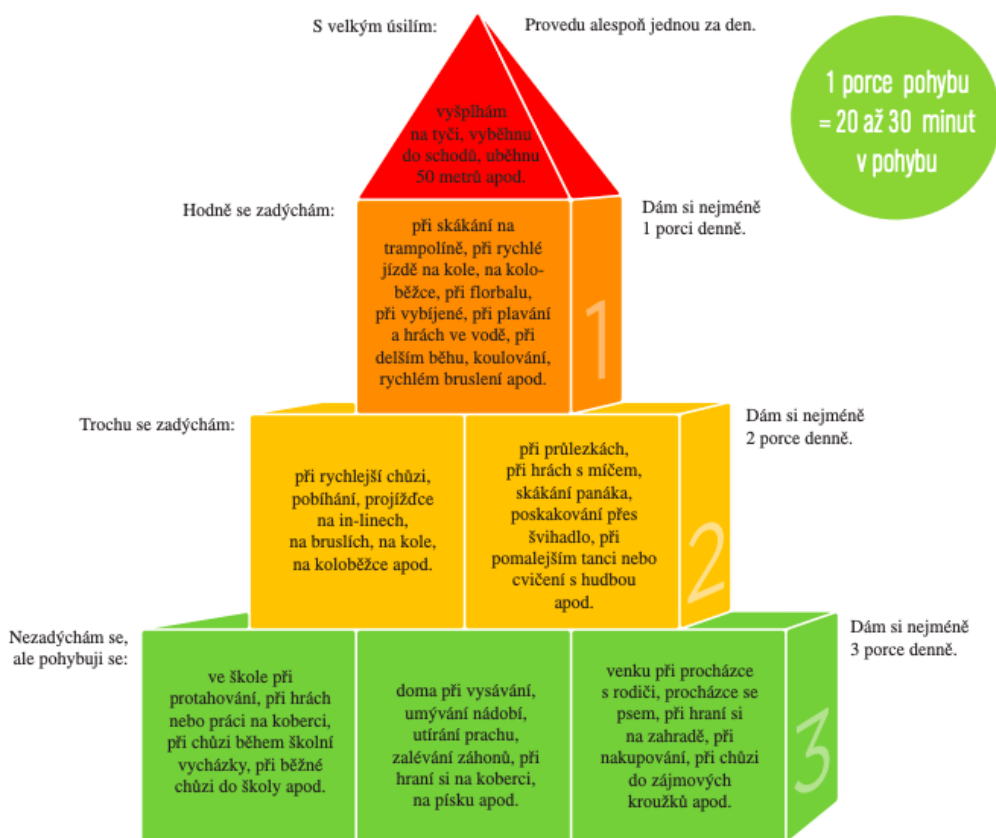 S velkým úsilím:
Provedu alespoň jednou za den.
1 porce pohybu
= 20 až 30 minut
v pohybu
vyšplhám
na tyči, vyběhnu
do schodů, uběhnu
50 metrů apod.
Hodně se zadýchám:
Dám si nejméně
1 porci denně.
při skákání na
trampolíně, při rychlé
jízdě na kole, na kolo-
běžce, při florbalu,
při vybíjené, při plavání
a hrách ve vodě, při
delším běhu, koulování,
rychlém bruslení apod.
1
Trochu se zadýchám:
Dám si nejméně
2 porce denně.
při rychlejší chůzi,
pobíhání, projížďce
na in-linech,
na bruslích, na kole,
na koloběžce apod.
při průlezkách,
při hrách s míčem,
skákání panáka,
poskakování přes
švihadlo, při
pomalejším tanci nebo
cvičení s hudbou
apod.
2
Nezadýchám se,
ale pohybuji se:
Dám si nejméně
3 porce denně.
ve škole při
protahování, při hrách
nebo práci na koberci,
při chůzi během školní
vycházky, při běžné
chůzi do školy apod.
doma při vysávání,
umývání nádobí,
utírání prachu,
zalévání záhonů, při
hraní si na koberci,
na písku apod.
venku při procházce
s rodiči, procházce se
psem, při hraní si
na zahradě, při
nakupování, při chůzi
do zájmových
kroužků apod.
3